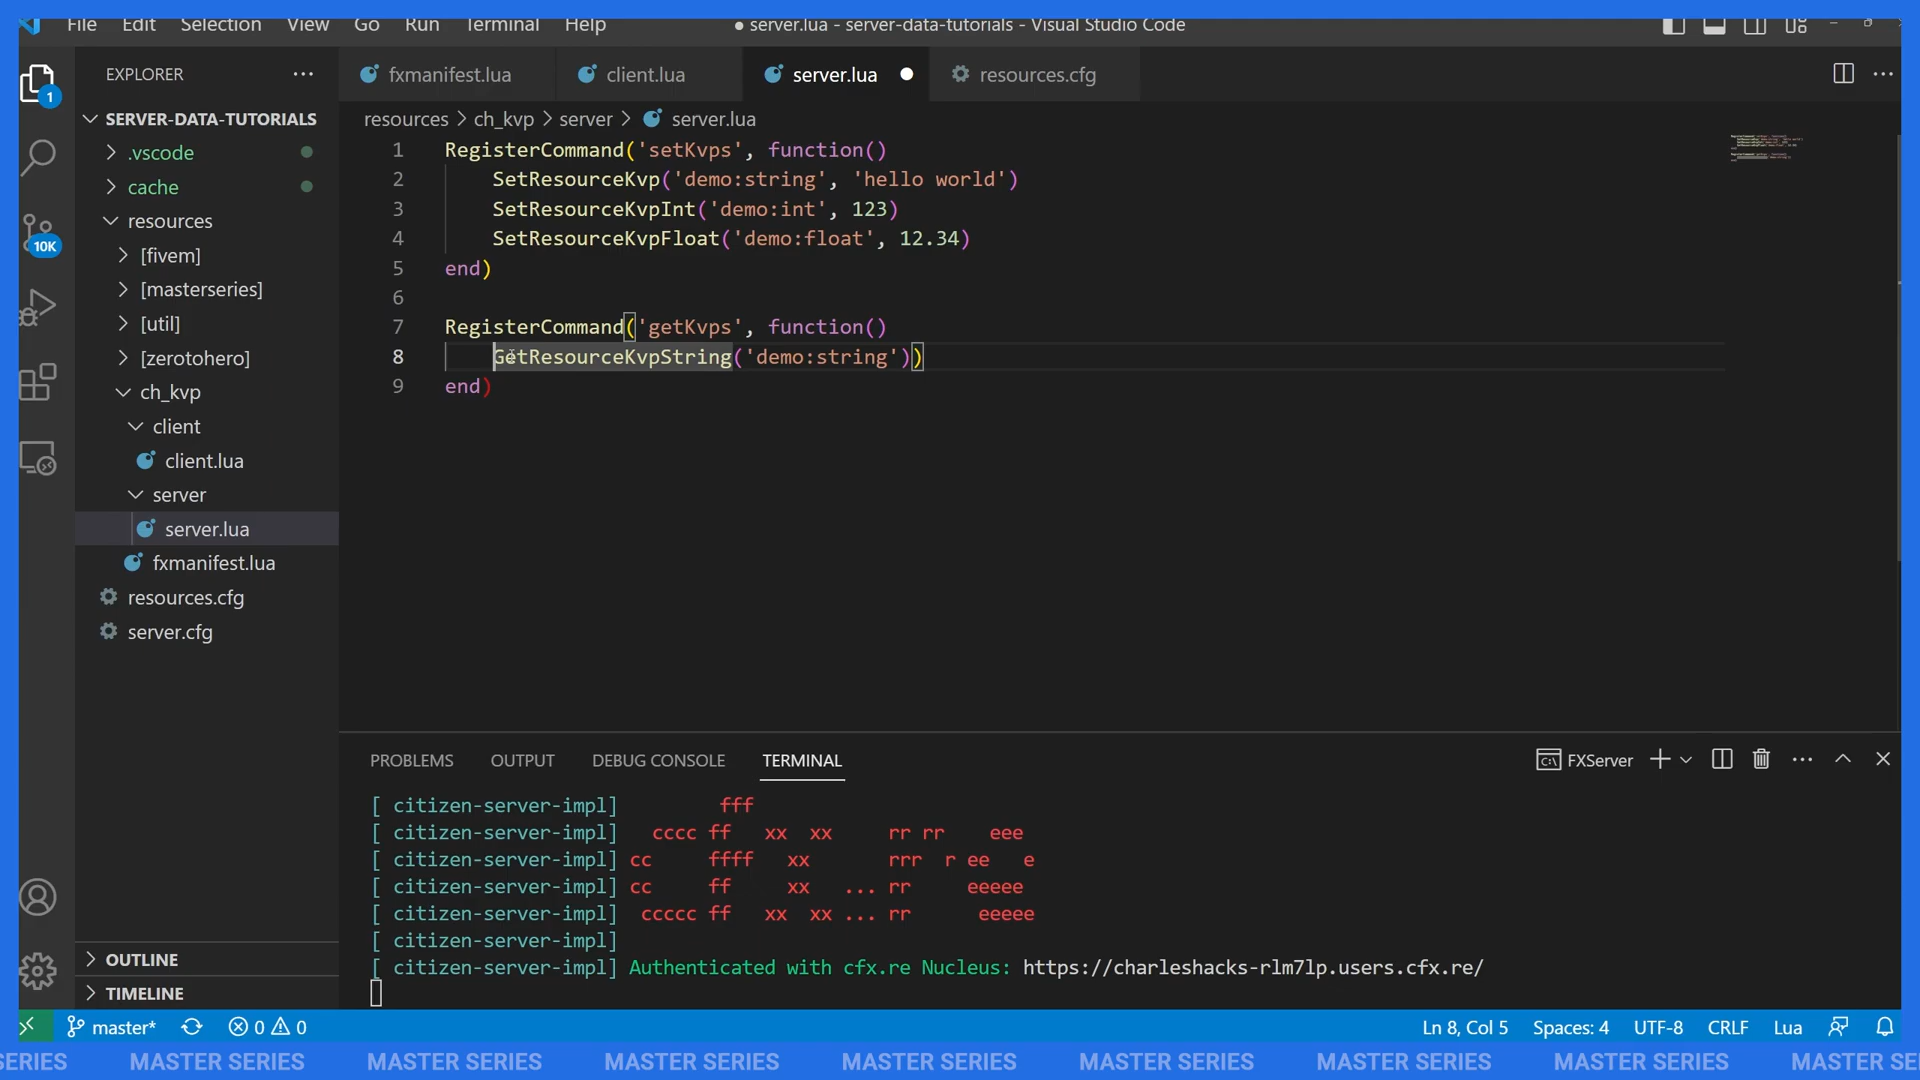 File Edit Selection View Go Run Terminal Help ● server.lua - server-data-tutorials - Visual Studio Code
EXPLORER ···
fxmanifest.lua client.lua server.lua ● resources.cfg
1
SERVER-DATA-TUTORIALS
resources > ch_kvp > server > server.lua
.vscode
cache
resources
[fivem]
[masterseries]
[util]
[zerotohero]
ch_kvp
client
client.lua
server
server.lua
fxmanifest.lua
resources.cfg
server.cfg
10K
OUTLINE
TIMELINE
1 RegisterCommand('setKvps', function()
2 SetResourceKvp('demo:string', 'hello world')
3 SetResourceKvpInt('demo:int', 123)
4 SetResourceKvpFloat('demo:float', 12.34)
5 end)
6
7 RegisterCommand('getKvps', function()
8 GetResourceKvpString('demo:string'))
9 end)
PROBLEMS OUTPUT DEBUG CONSOLE TERMINAL FXServer
[ citizen-server-impl] fff
[ citizen-server-impl] cccc ff xx xx rr rr eee
[ citizen-server-impl] cc ffff xx rrr r ee e
[ citizen-server-impl] cc ff xx ... rr eeeee
[ citizen-server-impl] ccccc ff xx xx ... rr eeeee
[ citizen-server-impl]
[ citizen-server-impl] Authenticated with cfx.re Nucleus: https://charleshacks-rlm7lp.users.cfx.re/
master* 0 0 Ln 8, Col 5 Spaces: 4 UTF-8 CRLF Lua
SERIES MASTER SERIES MASTER SERIES MASTER SERIES MASTER SERIES MASTER SERIES MASTER SERIES MASTER SERIES MASTER SE